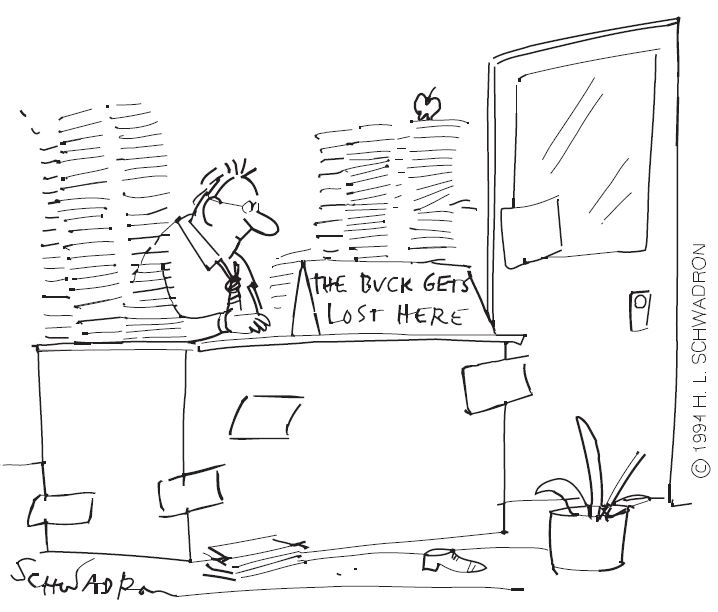 THE BUCK GETS
LOST HERE
© 1994 H. L. SCHWADRON
SCHWADRON